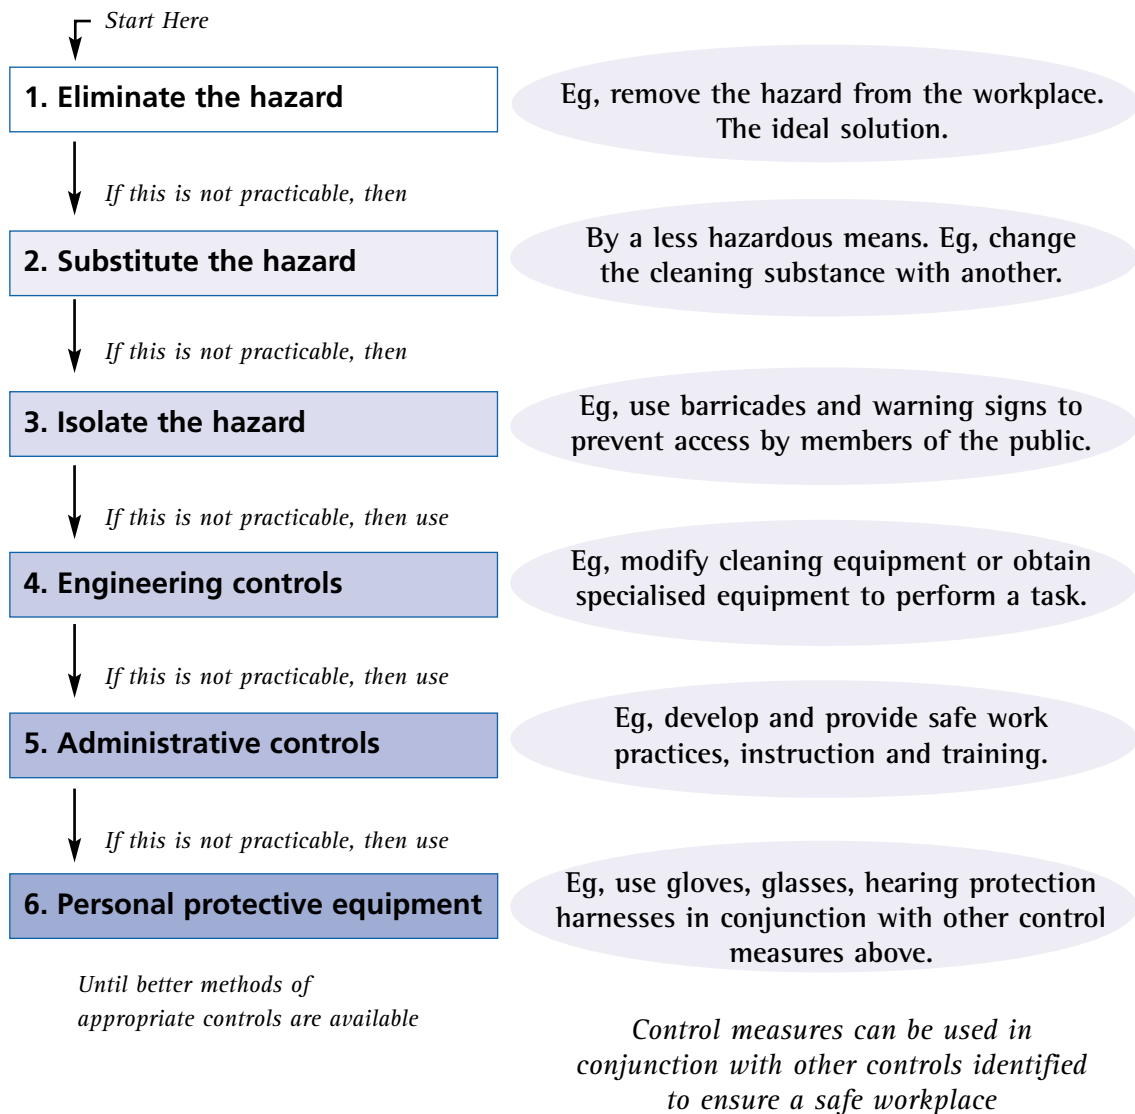 Start Here
1. Eliminate the hazard
Eg, remove the hazard from the workplace.
The ideal solution.
If this is not practicable, then
2. Substitute the hazard
By a less hazardous means. Eg, change
the cleaning substance with another.
If this is not practicable, then
3. Isolate the hazard
Eg, use barricades and warning signs to
prevent access by members of the public.
If this is not practicable, then use
4. Engineering controls
Eg, modify cleaning equipment or obtain
specialised equipment to perform a task.
If this is not practicable, then use
5. Administrative controls
Eg, develop and provide safe work
practices, instruction and training.
If this is not practicable, then use
6. Personal protective equipment
Eg, use gloves, glasses, hearing protection
harnesses in conjunction with other control
measures above.
Until better methods of
appropriate controls are available
Control measures can be used in
conjunction with other controls identified
to ensure a safe workplace